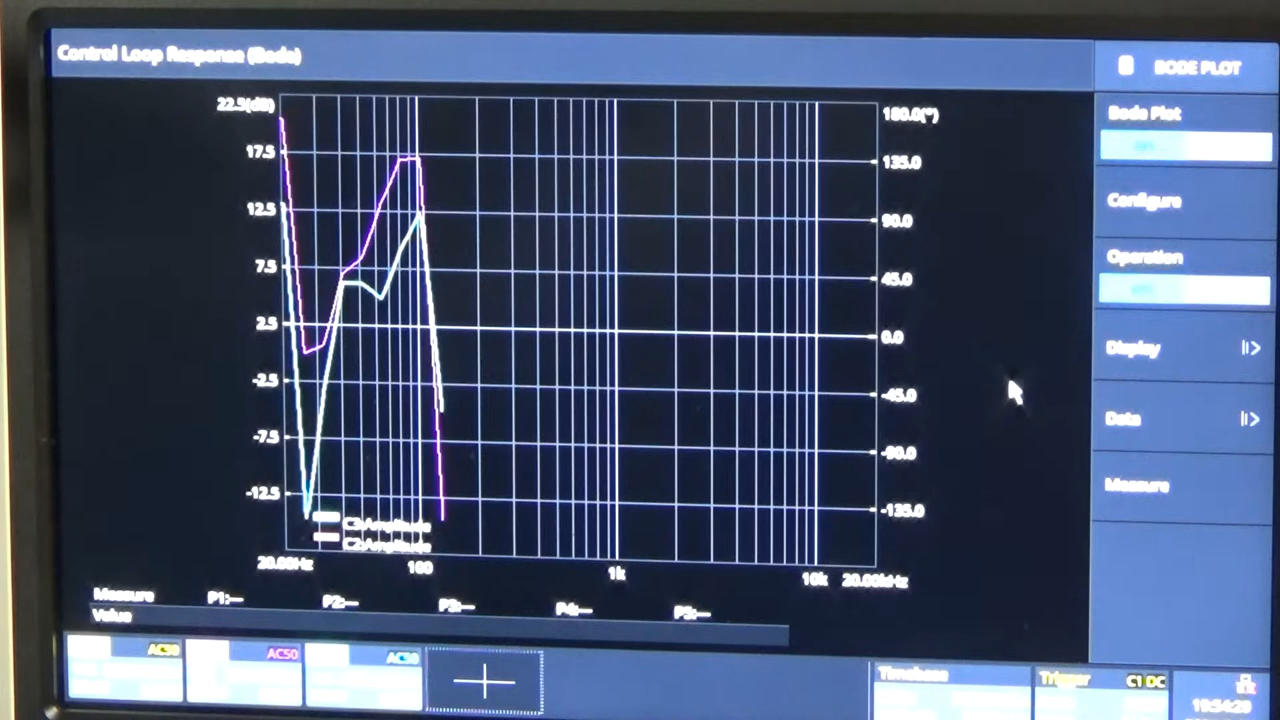 Control Loop Response (Bode)
BODE PLOT
22.5(dB)
180.0(°)
Bode Plot
17.5
135.0
Configure
12.5
90.0
Operation
7.5
45.0
2.5
0.0
Display
-2.5
-45.0
Data
-7.5
-90.0
Measure
-12.5
-135.0
C3:Amplitude
C2:Amplitude
20.00Hz
100
1k
10k
20.00kHz
Measure P1:--- P2:--- P3:--- P4:--- P5:---
Value
AC50
AC50
AC50
Timebase
Trigger
C1 DC